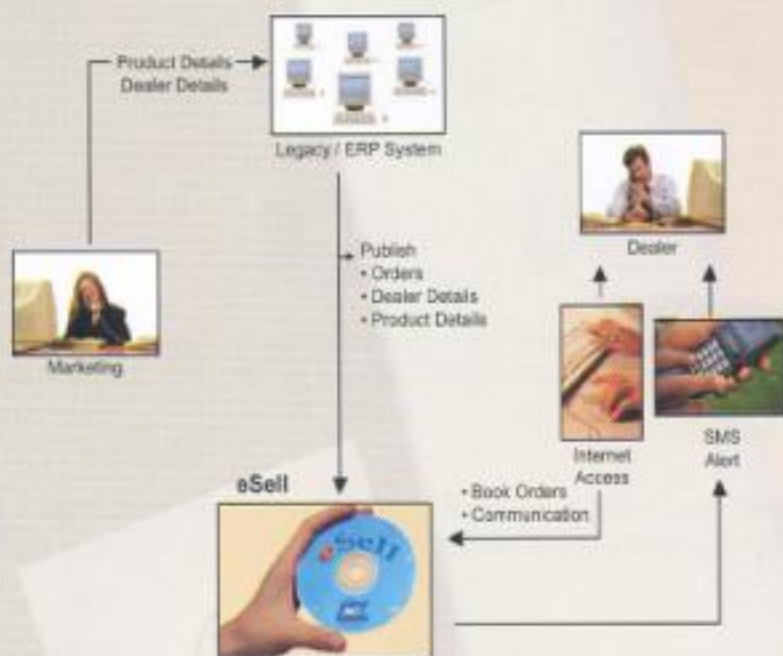 Product Details
Dealer Details
Legacy / ERP System
Dealer
Publish
• Orders
• Dealer Details
• Product Details
Marketing
Internet
Access
SMS
Alert
eSell
• Book Orders
• Communication
eSell